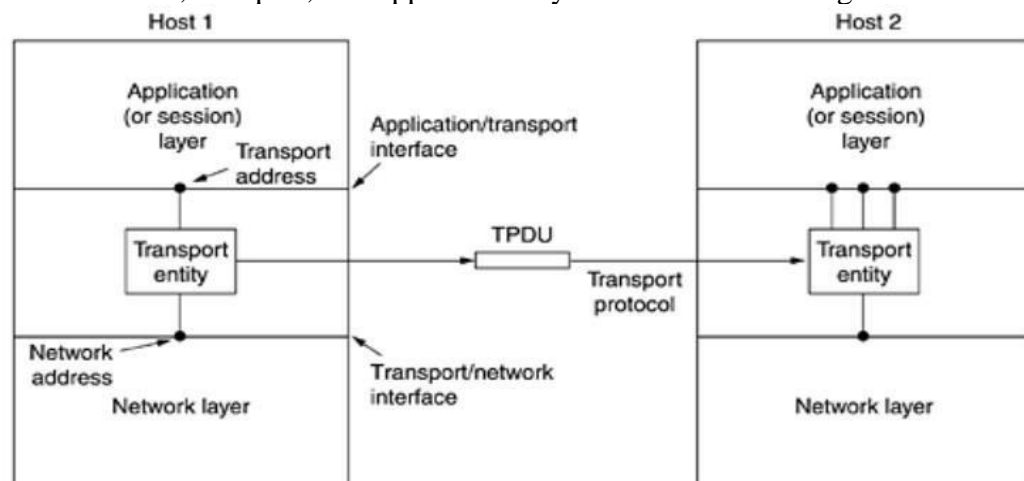 Host 1
Host 2
Application
(or session)
layer
Transport
address
Application/transport
interface
Application
(or session)
layer
Transport
entity
TPDU
Transport
protocol
Transport
entity
Network
address
Transport/network
interface
Network layer
Network layer